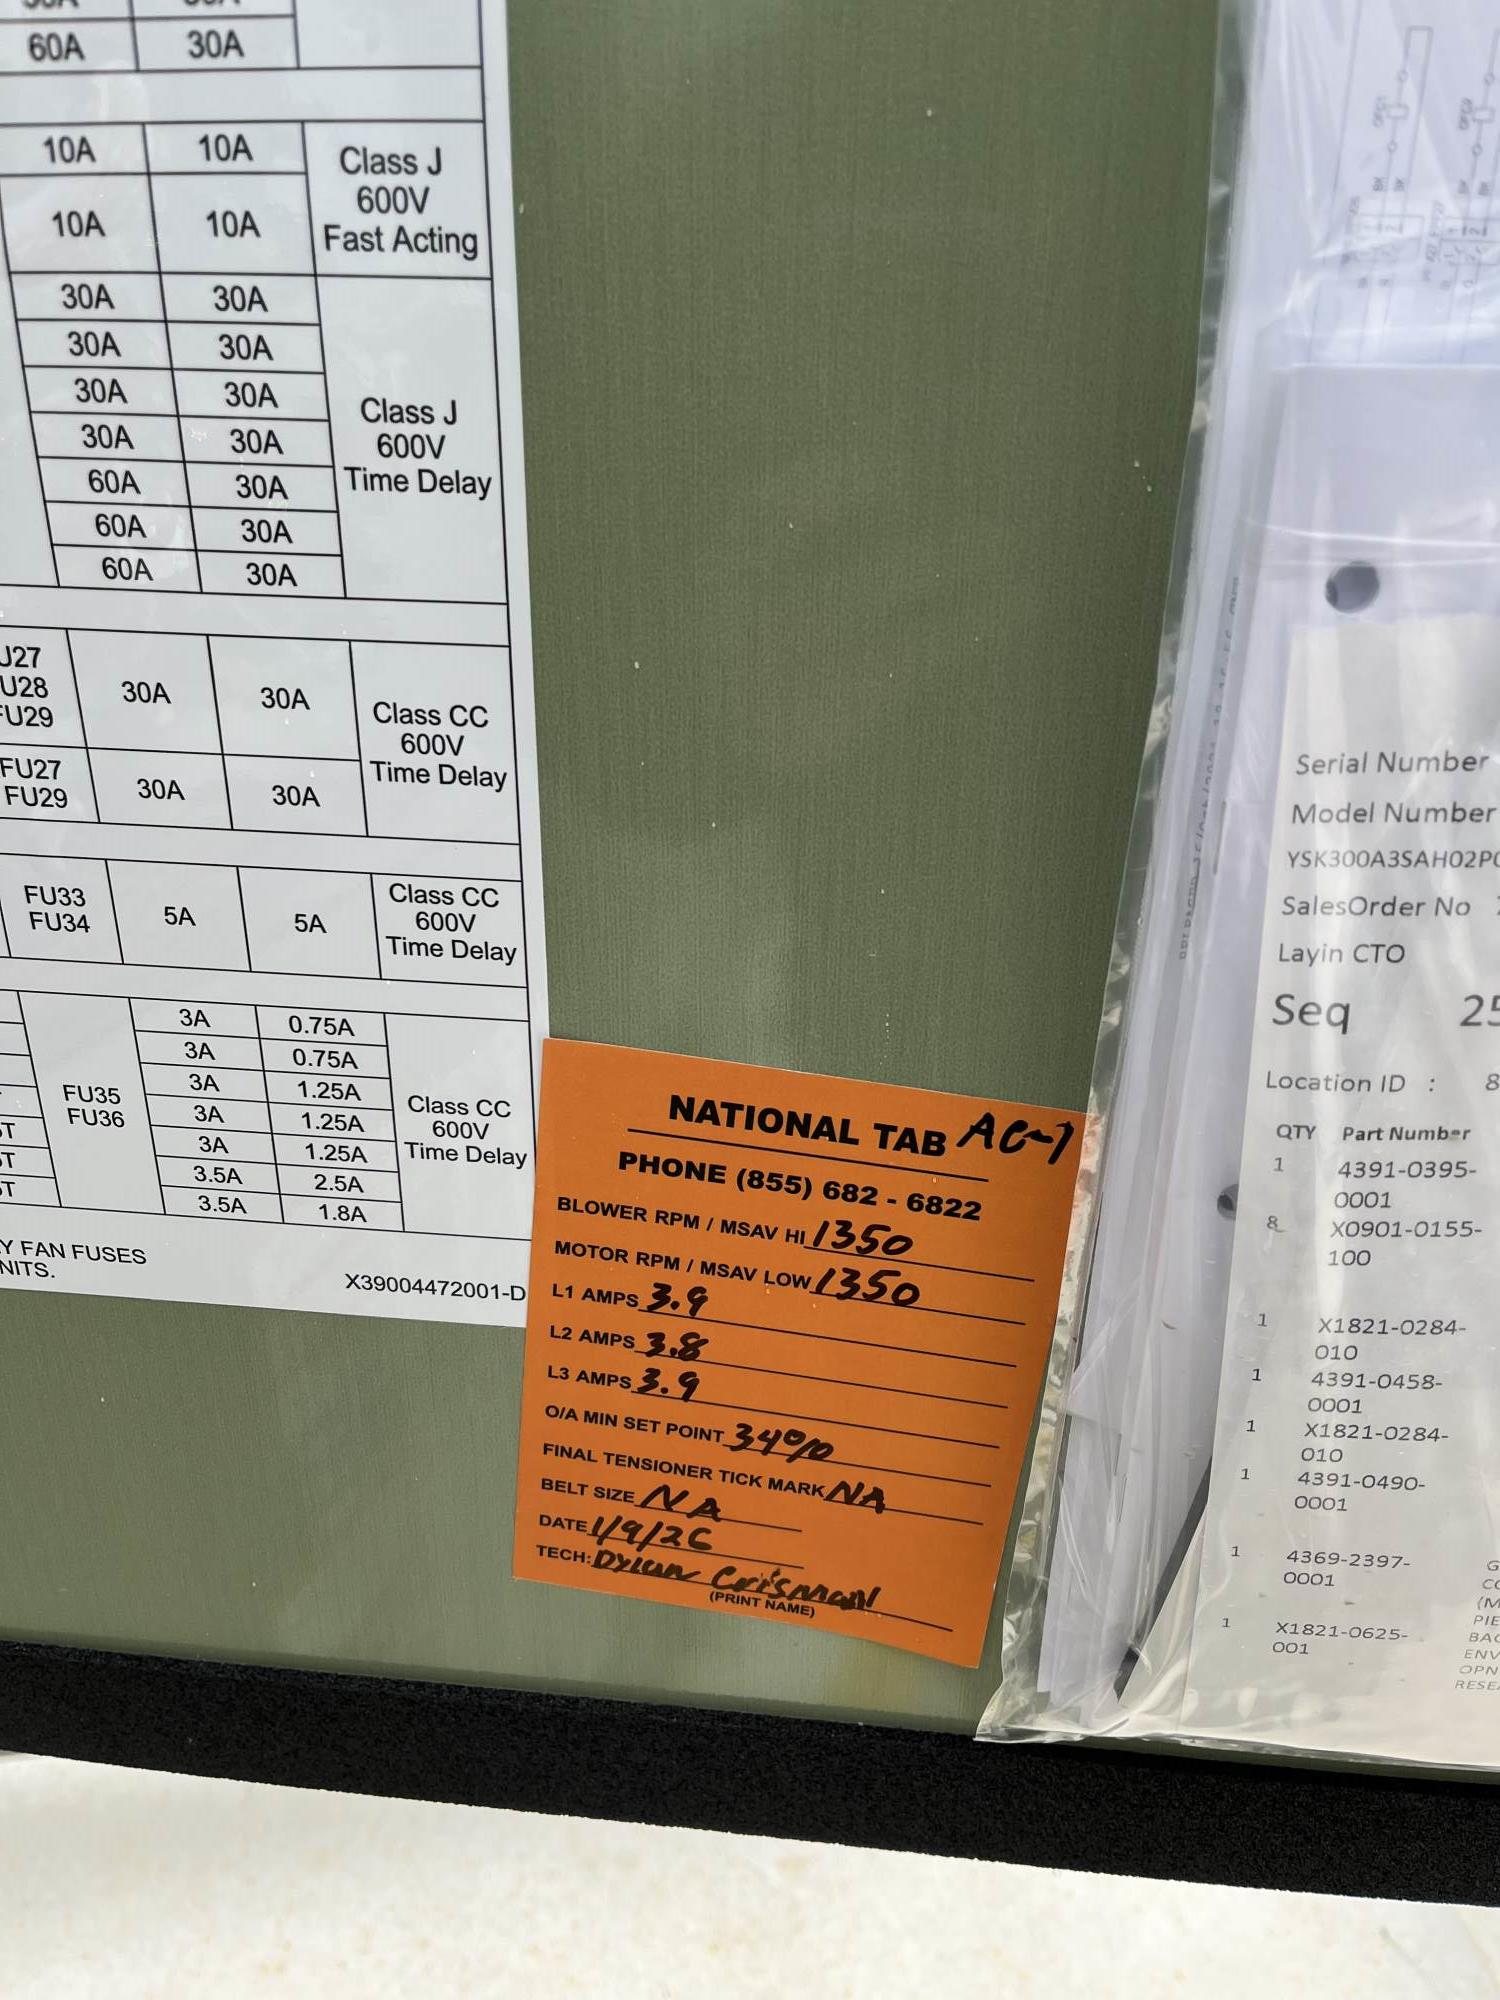 60A 30A
10A 10A Class J
600V
Fast Acting
10A 10A
30A 30A Class J
600V
Time Delay
30A 30A
30A 30A
30A 30A
60A 30A
60A 30A
60A 30A
U28
FU29
30A 30A Class CC
600V
Time Delay
FU27
FU29
30A 30A
FU33
FU34
5A 5A Class CC
600V
Time Delay
FU35
FU36
3A 0.75A
3A 0.75A
3A 1.25A
3A 1.25A
3A 1.25A
3.5A 2.5A
3.5A 1.8A
Class CC
600V
Time Delay
Y FAN FUSES
NITS.
X39004472001-D
NATIONAL TAB AC-7
PHONE (855) 682 - 6822
BLOWER RPM / MSAV HI 1350
MOTOR RPM / MSAV LOW 1350
L1 AMPS 3.9
L2 AMPS 3.8
L3 AMPS 3.9
O/A MIN SET POINT 34%
FINAL TENSIONER TICK MARK NA
BELT SIZE NA
DATE 1/9/26
TECH: Dylan Crisman
(PRINT NAME)
Serial Number
Model Number
YSK300A3SAH02P
SalesOrder No
Layin CTO
Seq 25
Location ID : 8
QTY Part Number
1 4391-0395-
0001
8 X0901-0155-
100
1 X1821-0284-
010
1 4391-0458-
0001
1 X1821-0284-
010
1 4391-0490-
0001
1 4369-2397-
0001
1 X1821-0625-
001